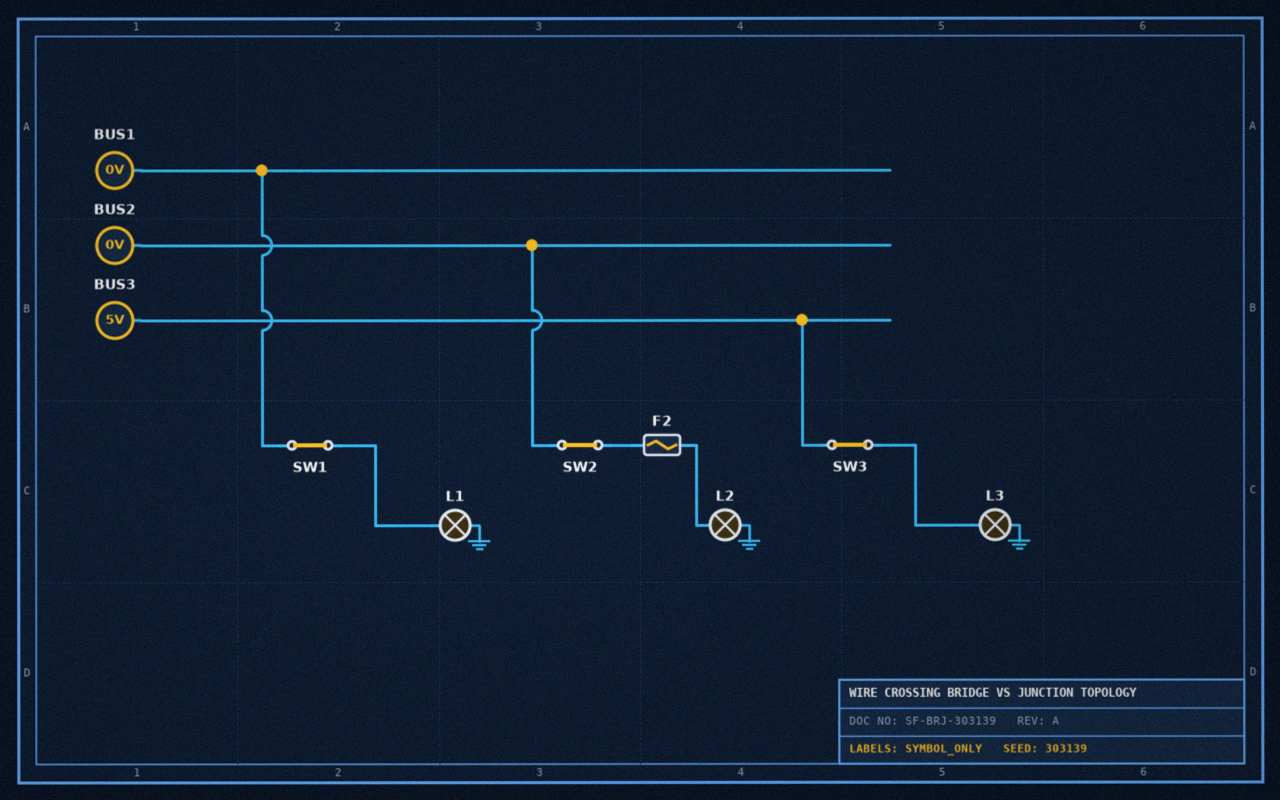 1 2 3 4 5 6
A A
BUS1
0V
BUS2
0V
BUS3
5V
B B
F2
SW1 SW2 SW3
C C
L1 L2 L3
D D
WIRE CROSSING BRIDGE VS JUNCTION TOPOLOGY
DOC NO: SF-BRJ-303139 REV: A
LABELS: SYMBOL_ONLY SEED: 303139
1 2 3 4 5 6